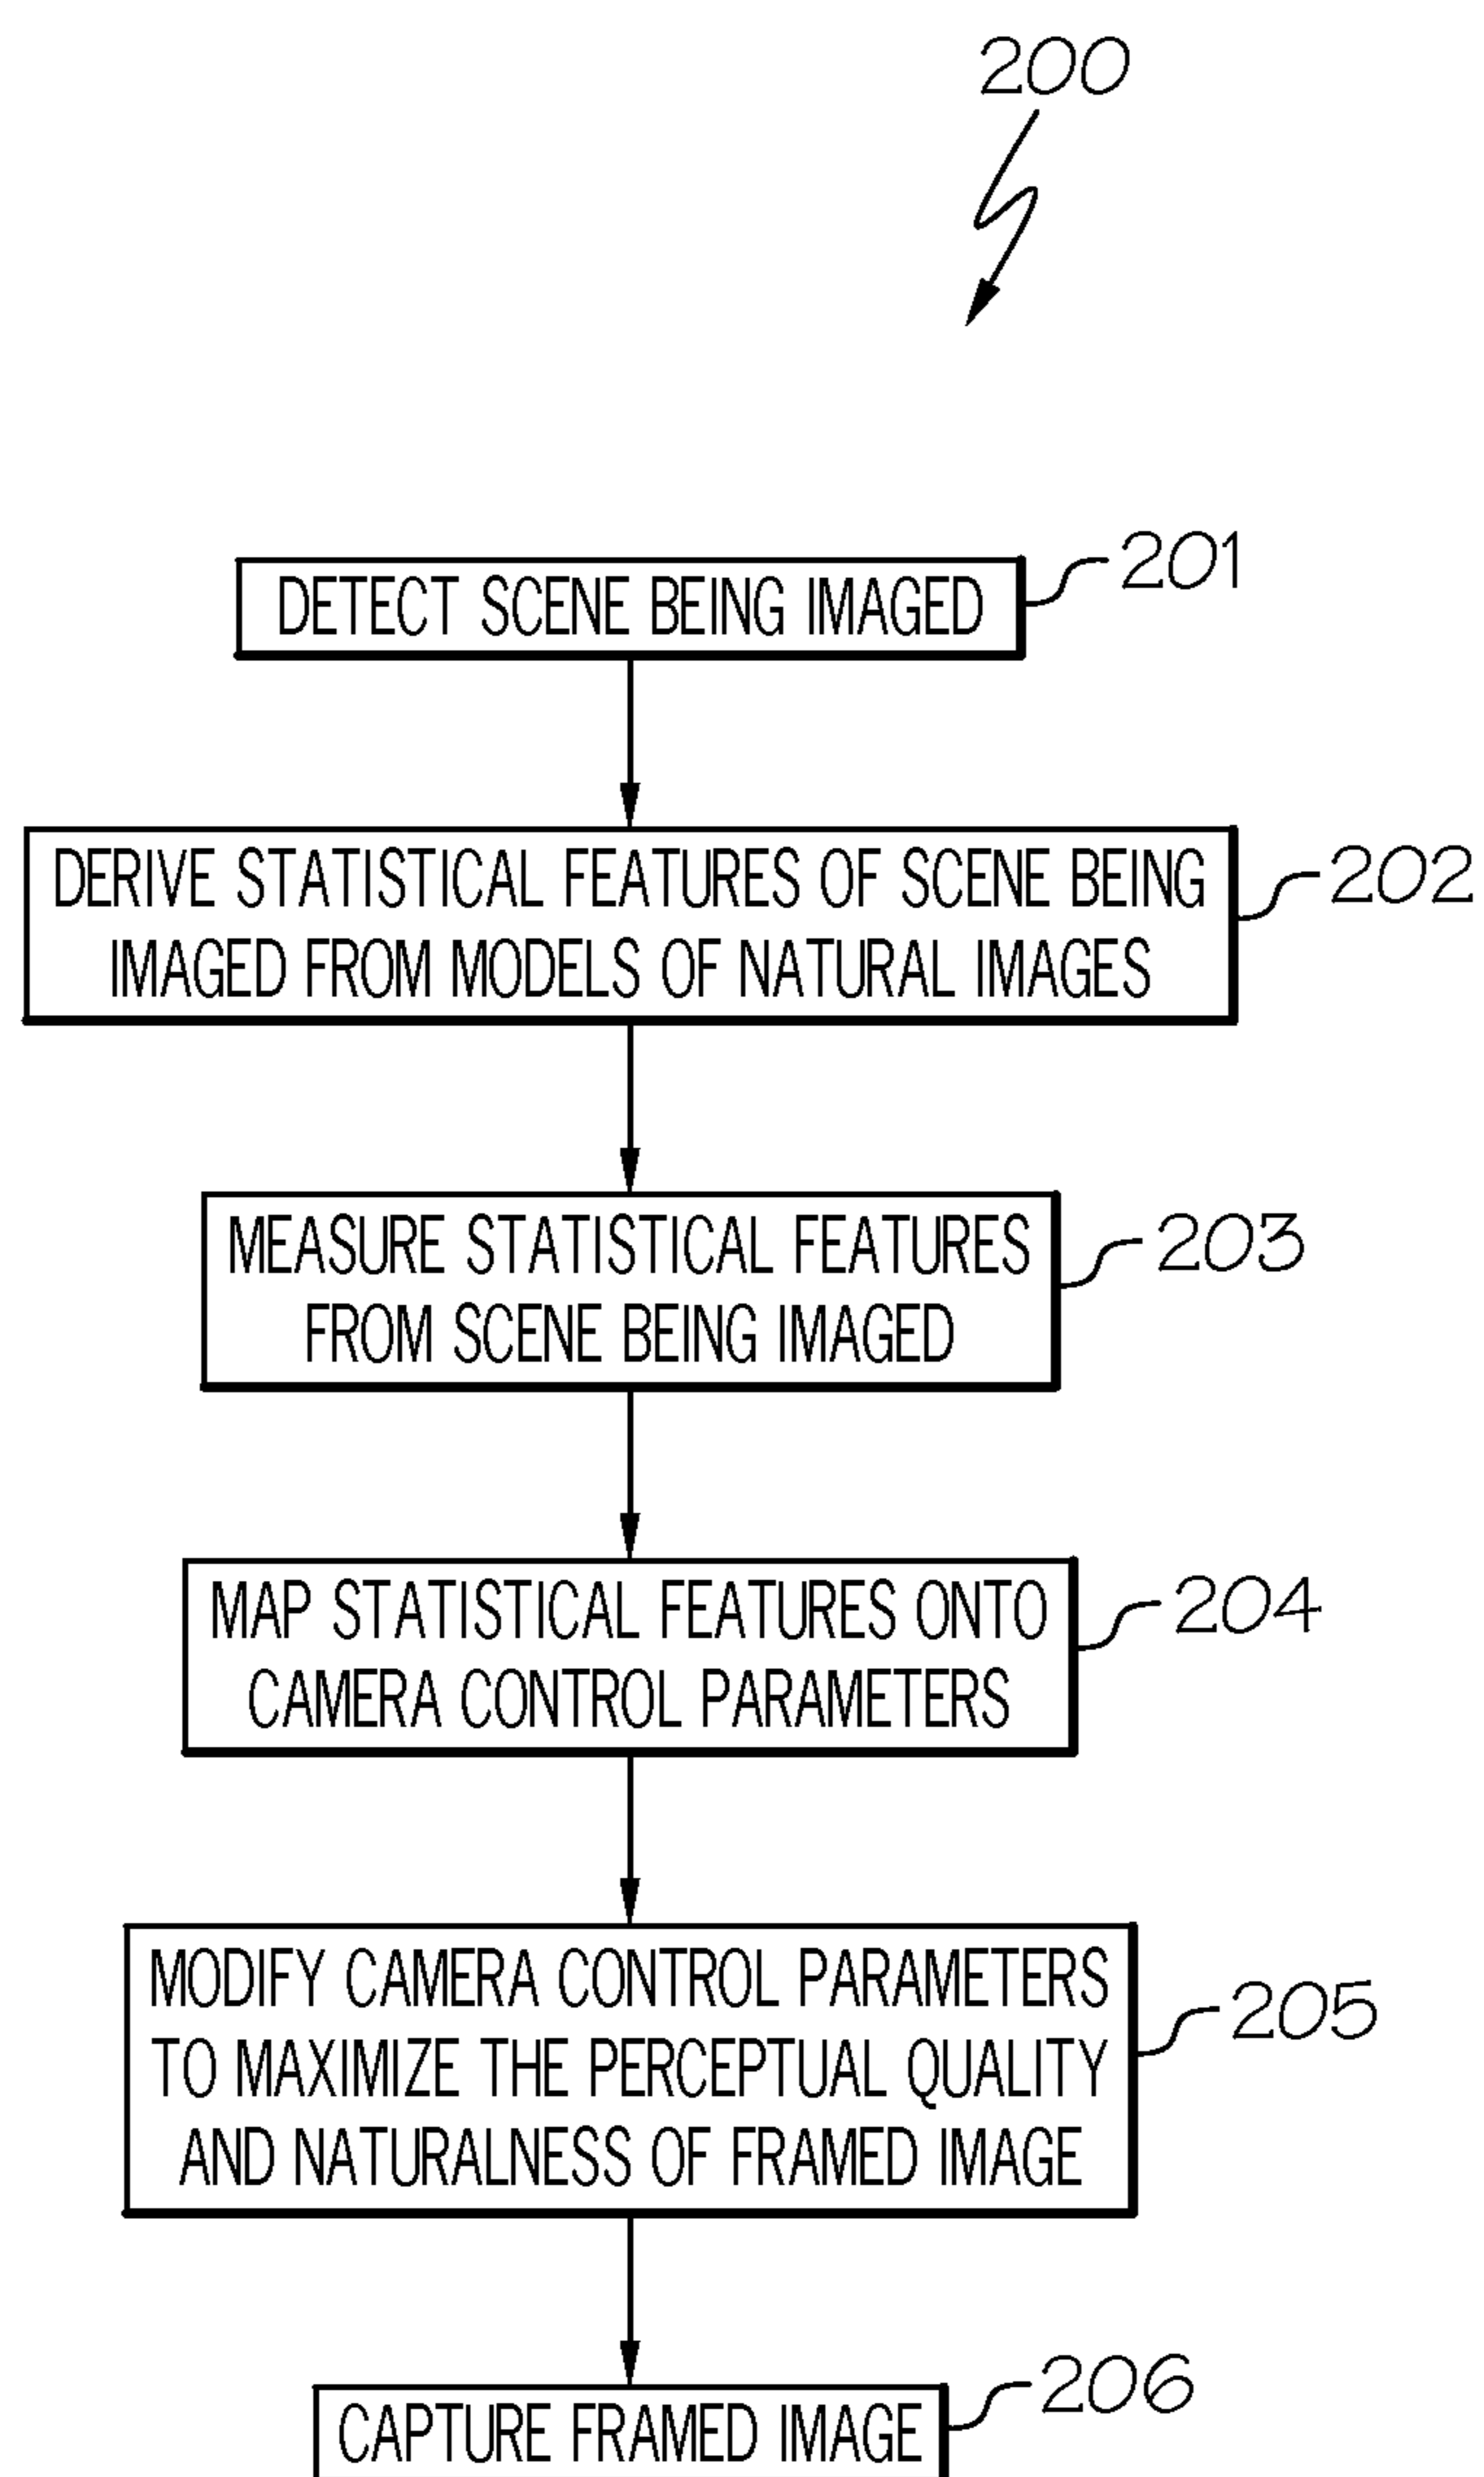 200
DETECT SCENE BEING IMAGED
201
DERIVE STATISTICAL FEATURES OF SCENE BEING
IMAGED FROM MODELS OF NATURAL IMAGES
202
MEASURE STATISTICAL FEATURES
FROM SCENE BEING IMAGED
203
MAP STATISTICAL FEATURES ONTO
CAMERA CONTROL PARAMETERS
204
MODIFY CAMERA CONTROL PARAMETERS
TO MAXIMIZE THE PERCEPTUAL QUALITY
AND NATURALNESS OF FRAMED IMAGE
205
CAPTURE FRAMED IMAGE
206